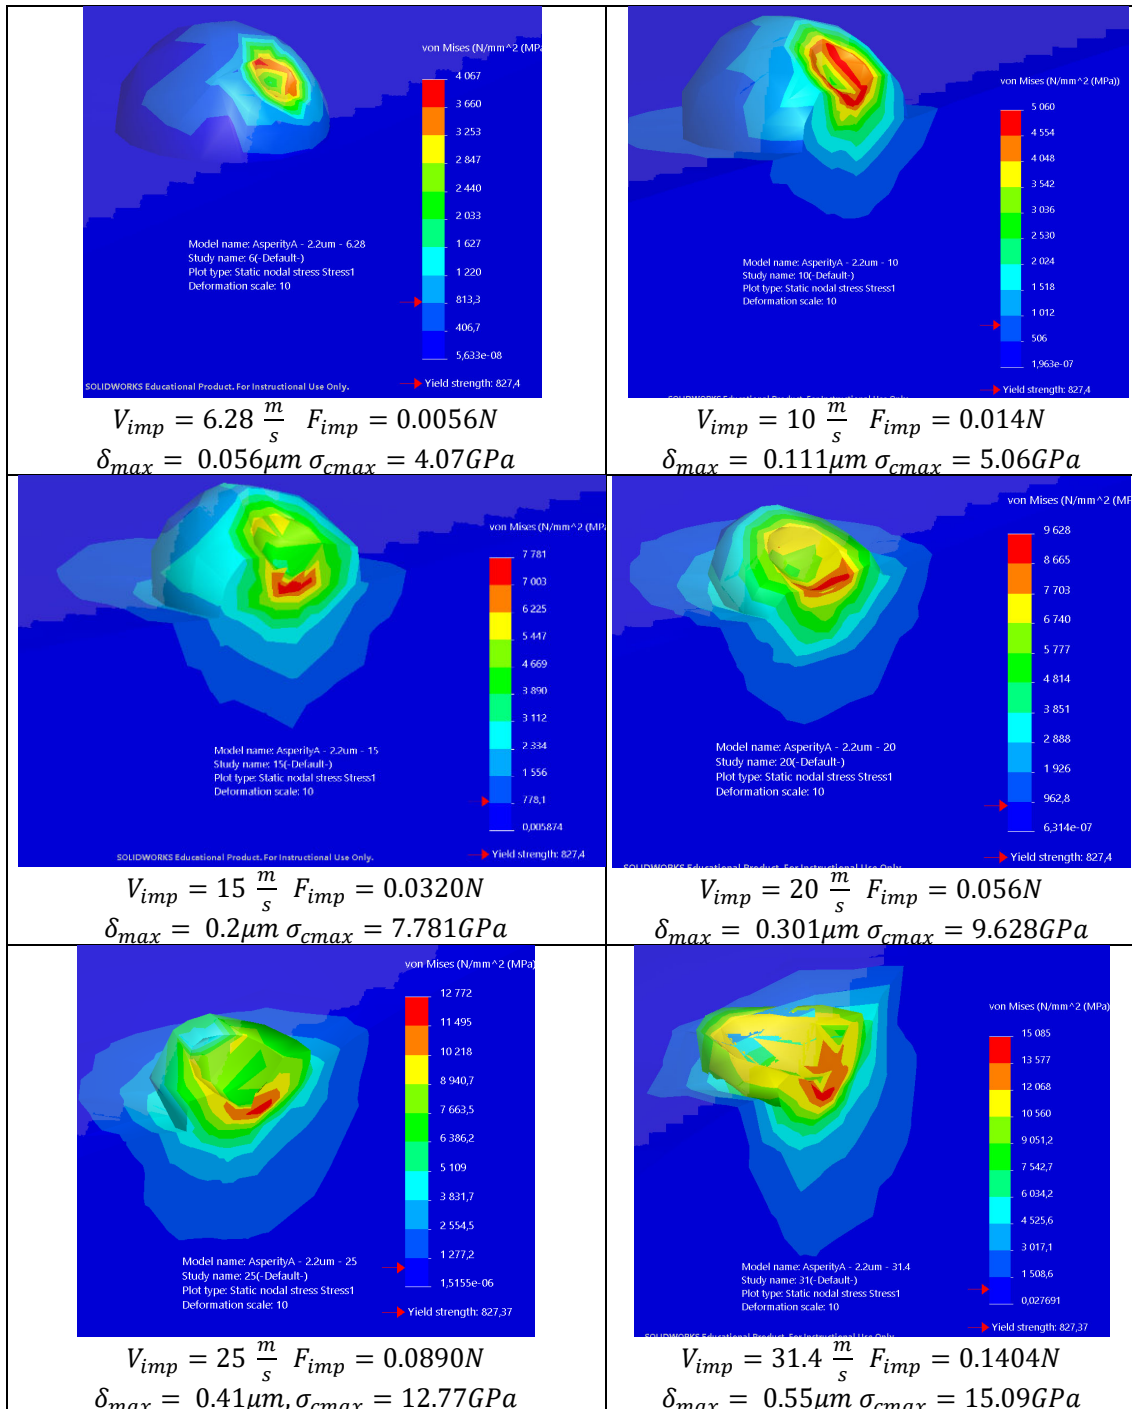 von Mises (N/mm^2 (MPa
4 067
3 660
3 253
2 847
2 440
2 033
1 627
1 220
813,3
406,7
5,633e-08
Yield strength: 827,4
Model name: AsperityA - 2.2um - 6.28
Study name: 6(-Default-)
Plot type: Static nodal stress Stress1
Deformation scale: 10
SOLIDWORKS Educational Product. For Instructional Use Only.
V_imp = 6.28 m/s F_imp = 0.0056N
δ_max = 0.056μm σ_cmax = 4.07GPa
von Mises (N/mm^2 (MPa))
5 060
4 554
4 048
3 542
3 036
2 530
2 024
1 518
1 012
506
1,963e-07
Yield strength: 827,4
Model name: AsperityA - 2.2um - 10
Study name: 10(-Default-)
Plot type: Static nodal stress Stress1
Deformation scale: 10
SOLIDWORKS Educational Product. For Instructional Use Only.
V_imp = 10 m/s F_imp = 0.014N
δ_max = 0.111μm σ_cmax = 5.06GPa
von Mises (N/mm^2 (MPa
7 781
7 003
6 225
5 447
4 669
3 890
3 112
2 334
1 556
778,1
0,005874
Yield strength: 827,4
Model name: AsperityA - 2.2um - 15
Study name: 15(-Default-)
Plot type: Static nodal stress Stress1
Deformation scale: 10
SOLIDWORKS Educational Product. For Instructional Use Only.
V_imp = 15 m/s F_imp = 0.0320N
δ_max = 0.2μm σ_cmax = 7.781GPa
von Mises (N/mm^2 (MPa
9 628
8 665
7 703
6 740
5 777
4 814
3 851
2 888
1 926
962,8
6,314e-07
Yield strength: 827,4
Model name: AsperityA - 2.2um - 20
Study name: 20(-Default-)
Plot type: Static nodal stress Stress1
Deformation scale: 10
SOLIDWORKS Educational Product. For Instructional Use Only.
V_imp = 20 m/s F_imp = 0.056N
δ_max = 0.301μm σ_cmax = 9.628GPa
von Mises (N/mm^2 (MPa)
12 772
11 495
10 218
8 940,7
7 663,5
6 386,2
5 109
3 831,7
2 554,5
1 277,2
1,5155e-06
Yield strength: 827,37
Model name: AsperityA - 2.2um - 25
Study name: 25(-Default-)
Plot type: Static nodal stress Stress1
Deformation scale: 10
V_imp = 25 m/s F_imp = 0.0890N
δ_max = 0.41μm, σ_cmax = 12.77GPa
von Mises (N/mm^2 (MPa)
15 085
13 577
12 068
10 560
9 051,2
7 542,7
6 034,2
4 525,6
3 017,1
1 508,6
0,027691
Yield strength: 827,37
Model name: AsperityA - 2.2um - 31.4
Study name: 31(-Default-)
Plot type: Static nodal stress Stress1
Deformation scale: 10
SOLIDWORKS Educational Product. For Instructional Use Only.
V_imp = 31.4 m/s F_imp = 0.1404N
δ_max = 0.55μm σ_cmax = 15.09GPa